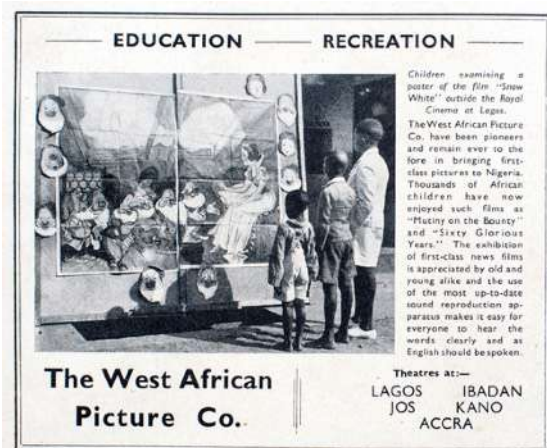 EDUCATION RECREATION
Children examining a
poster of the film "Snow
White" outside the Royal
Cinema at Lagos.
The West African Picture
Co. have been pioneers
and remain ever to the
fore in bringing first-
class pictures to Nigeria.
Thousands of African
children have now
enjoyed such films as
"Mutiny on the Bounty"
and "Sixty Glorious
Years." The exhibition
of first-class news films
is appreciated by old and
young alike and the use
of the most up-to-date
sound reproduction ap-
paratus makes it easy for
everyone to hear the
words clearly and as
English should be spoken.
The West African
Picture Co.
Theatres at:—
LAGOS IBADAN
JOS KANO
ACCRA